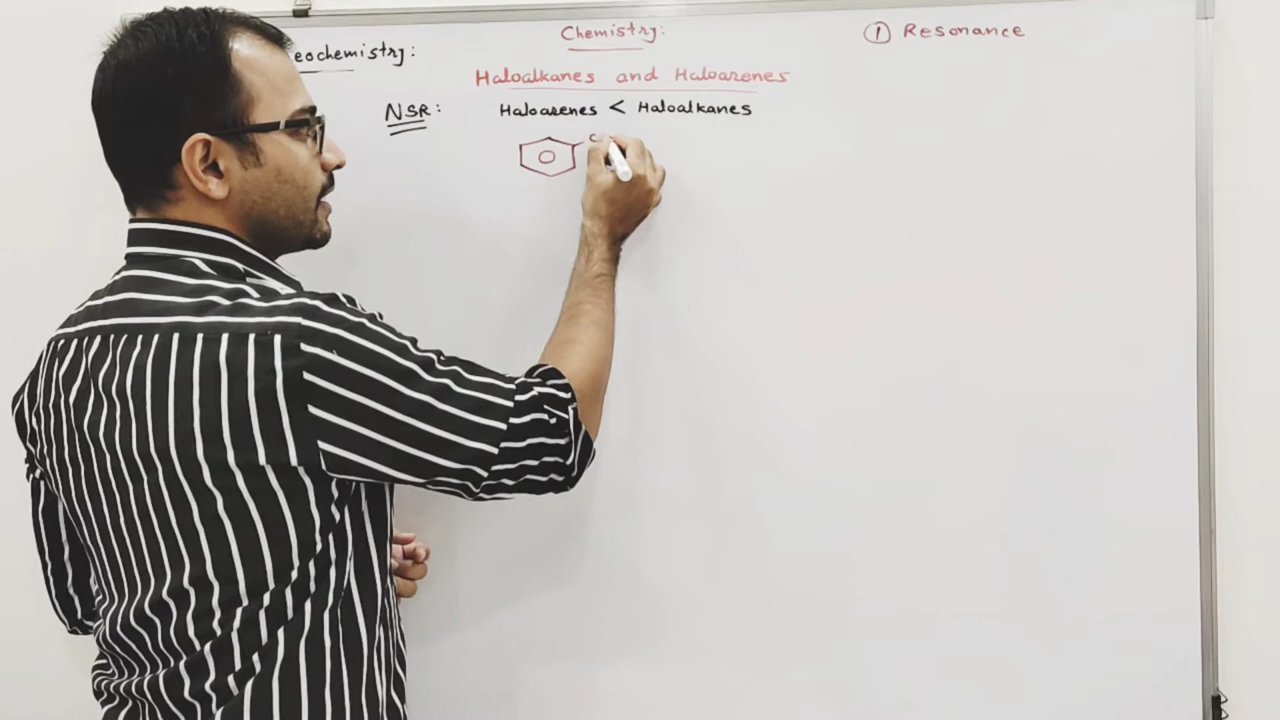 eochemistry:
Chemistry:
① Resonance
Haloalkanes and Haloarenes
NSR: Haloarenes < Haloalkanes